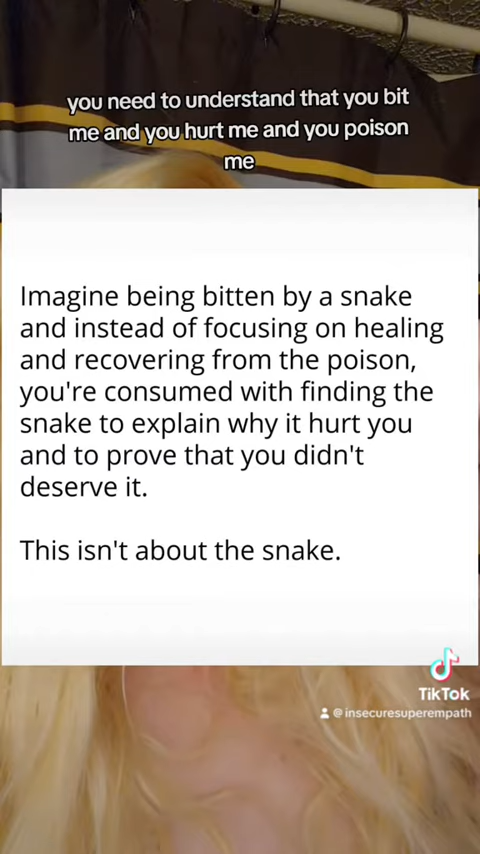 you need to understand that you bit
me and you hurt me and you poison
me
Imagine being bitten by a snake
and instead of focusing on healing
and recovering from the poison,
you're consumed with finding the
snake to explain why it hurt you
and to prove that you didn't
deserve it.
This isn't about the snake.
TikTok
@insecuresuperempath